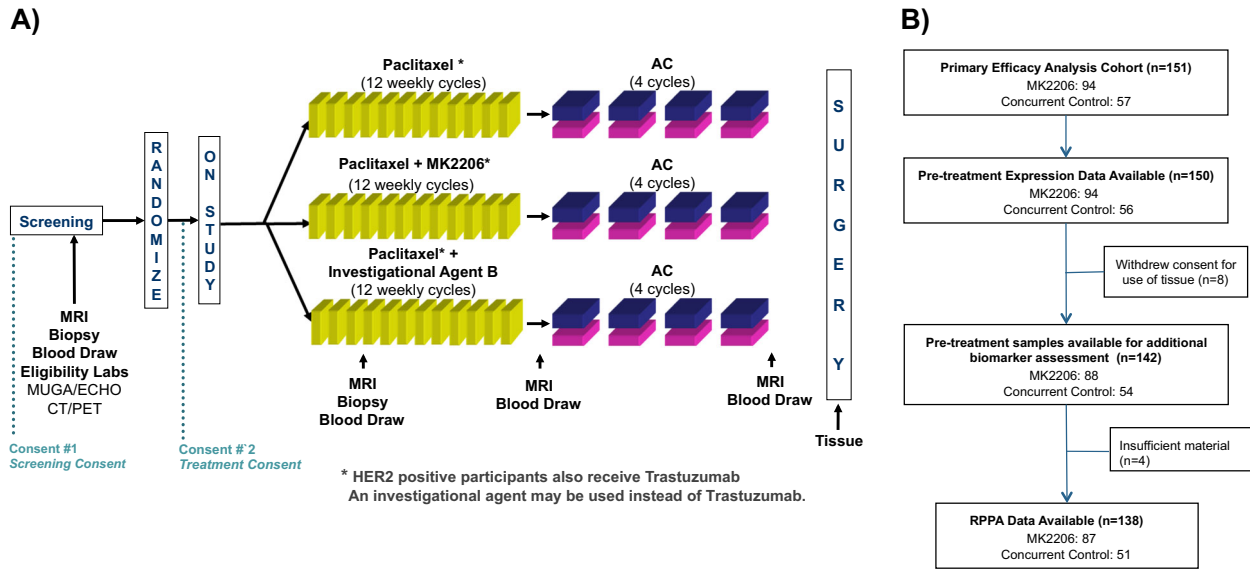 A)
Paclitaxel *
(12 weekly cycles)
AC
(4 cycles)
RANDOMIZE
ON STUDY
Paclitaxel + MK2206*
(12 weekly cycles)
AC
(4 cycles)
Screening
Paclitaxel* +
Investigational Agent B
(12 weekly cycles)
AC
(4 cycles)
SURGERY
MRI
Biopsy
Blood Draw
Eligibility Labs
MUGA/ECHO
CT/PET
MRI
Biopsy
Blood Draw
MRI
Blood Draw
MRI
Blood Draw
Tissue
Consent #1
Screening Consent
Consent #`2
Treatment Consent
* HER2 positive participants also receive Trastuzumab
An investigational agent may be used instead of Trastuzumab.
B)
Primary Efficacy Analysis Cohort (n=151)
MK2206: 94
Concurrent Control: 57
Pre-treatment Expression Data Available (n=150)
MK2206: 94
Concurrent Control: 56
Withdrew consent for
use of tissue (n=8)
Pre-treatment samples available for additional
biomarker assessment (n=142)
MK2206: 88
Concurrent Control: 54
Insufficient material
(n=4)
RPPA Data Available (n=138)
MK2206: 87
Concurrent Control: 51